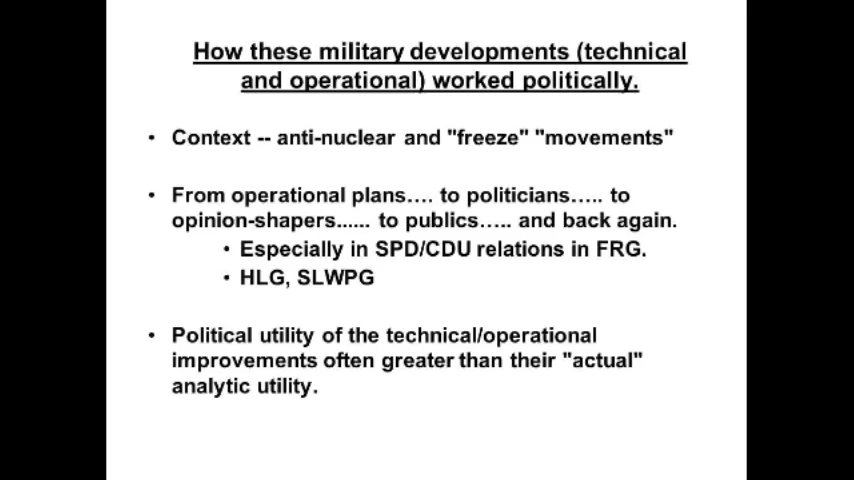 How these military developments (technical
and operational) worked politically.
• Context -- anti-nuclear and "freeze" "movements"
• From operational plans…. to politicians….. to
opinion-shapers...... to publics….. and back again.
• Especially in SPD/CDU relations in FRG.
• HLG, SLWPG
• Political utility of the technical/operational
improvements often greater than their "actual"
analytic utility.